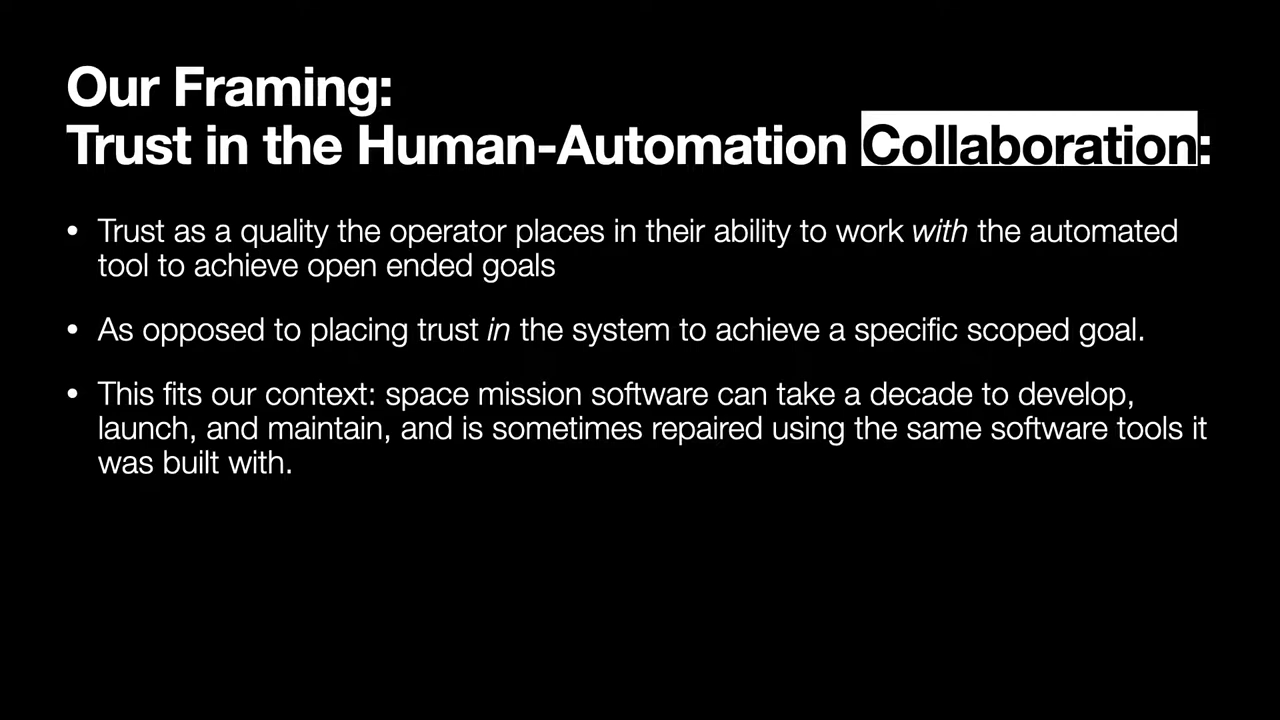 Our Framing:
Trust in the Human-Automation Collaboration:
• Trust as a quality the operator places in their ability to work with the automated
tool to achieve open ended goals
• As opposed to placing trust in the system to achieve a specific scoped goal.
• This fits our context: space mission software can take a decade to develop,
launch, and maintain, and is sometimes repaired using the same software tools it
was built with.